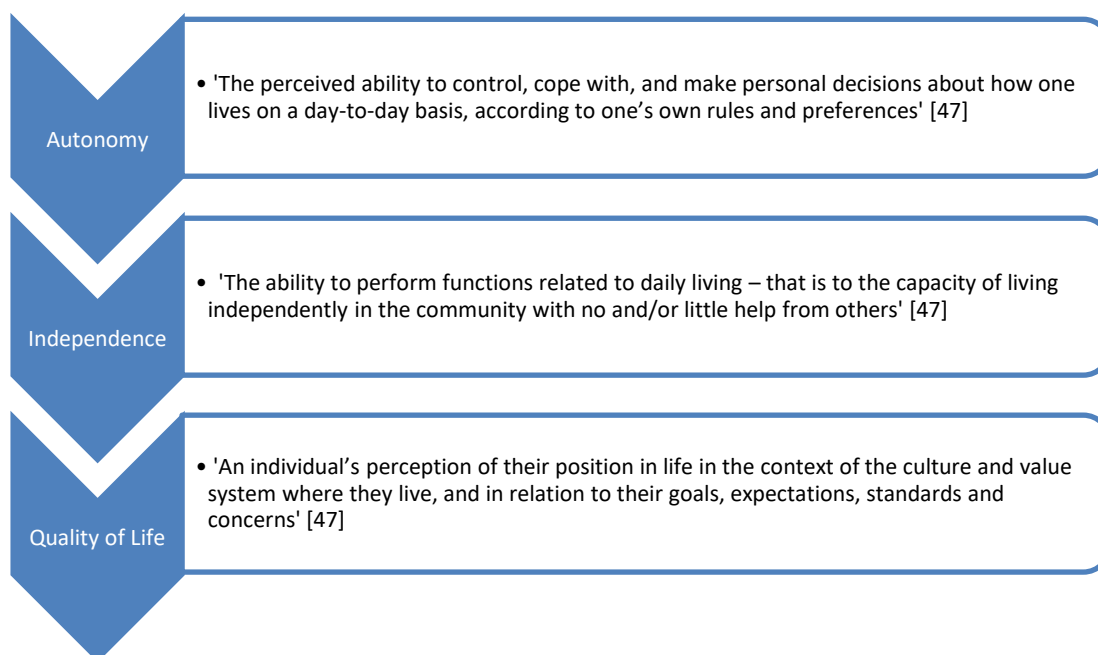 Autonomy
• 'The perceived ability to control, cope with, and make personal decisions about how one
lives on a day-to-day basis, according to one’s own rules and preferences' [47]
Independence
• 'The ability to perform functions related to daily living – that is to the capacity of living
independently in the community with no and/or little help from others' [47]
Quality of Life
• 'An individual’s perception of their position in life in the context of the culture and value
system where they live, and in relation to their goals, expectations, standards and
concerns' [47]